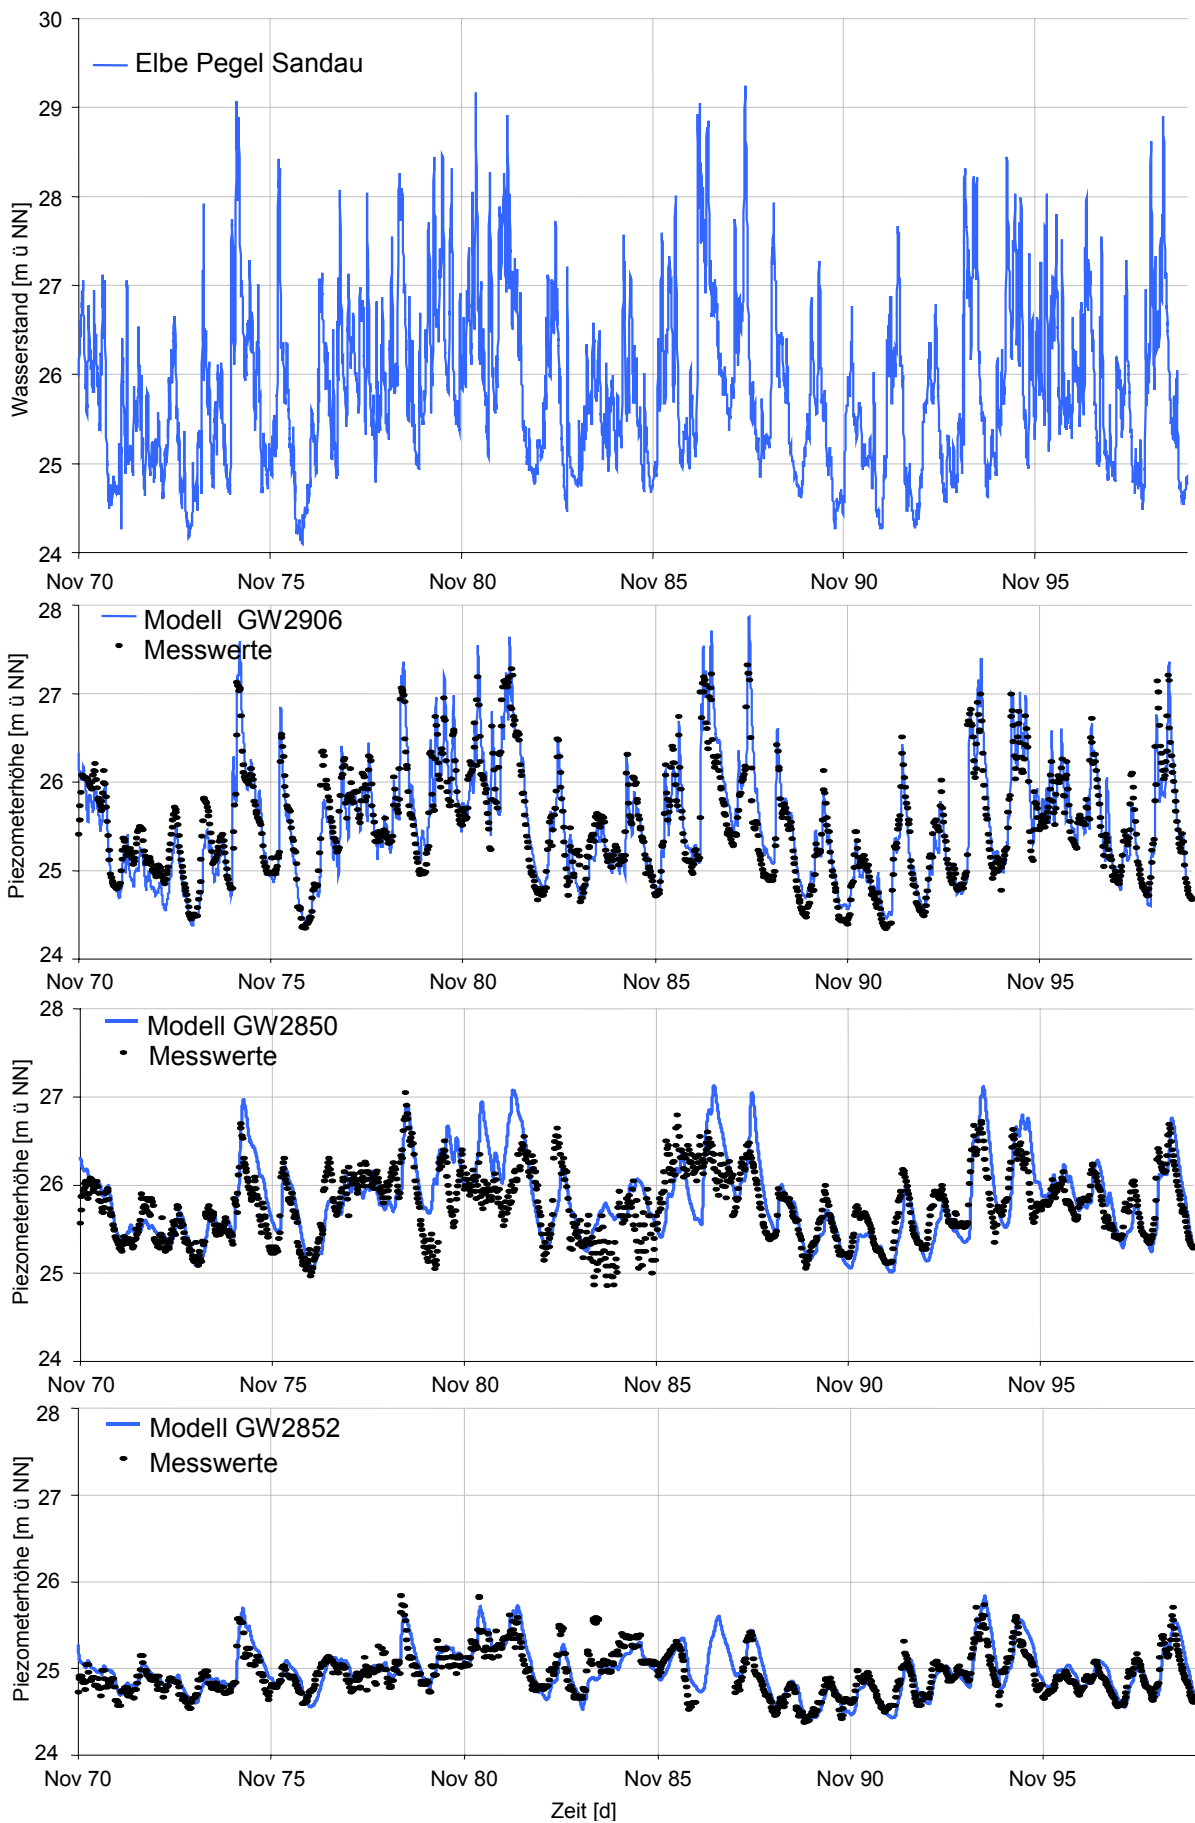 30
Elbe Pegel Sandau
29
28
27
26
25
24
Wasserstand [m ü NN]
Nov 70 Nov 75 Nov 80 Nov 85 Nov 90 Nov 95
28
Modell GW2906
Messwerte
27
26
25
24
Piezometerhöhe [m ü NN]
Nov 70 Nov 75 Nov 80 Nov 85 Nov 90 Nov 95
28
Modell GW2850
Messwerte
27
26
25
24
Piezometerhöhe [m ü NN]
Nov 70 Nov 75 Nov 80 Nov 85 Nov 90 Nov 95
28
Modell GW2852
Messwerte
27
26
25
24
Piezometerhöhe [m ü NN]
Nov 70 Nov 75 Nov 80 Nov 85 Nov 90 Nov 95
Zeit [d]